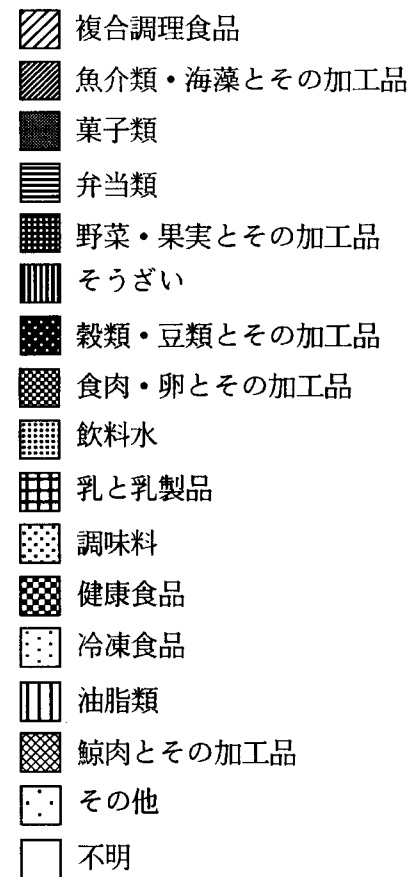 複合調理食品
魚介類・海藻とその加工品
菓子類
弁当類
野菜・果実とその加工品
そうざい
穀類・豆類とその加工品
食肉・卵とその加工品
飲料水
乳と乳製品
調味料
健康食品
冷凍食品
油脂類
鯨肉とその加工品
その他
不明